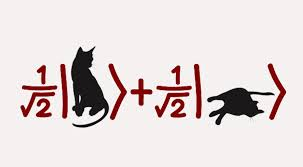 1/√2 | ⟩ + 1/√2 | ⟩